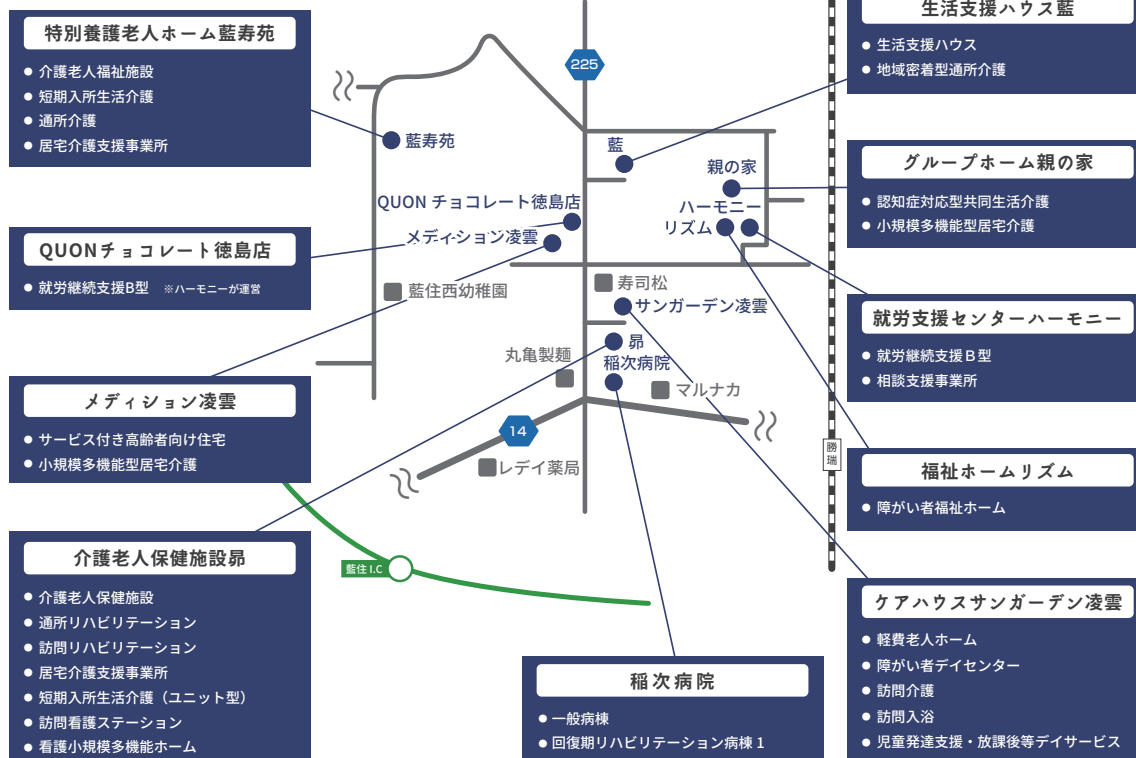 特別養護老人ホーム藍寿苑
● 介護老人福祉施設
● 短期入所生活介護
● 通所介護
● 居宅介護支援事業所
QUONチョコレート徳島店
● 就労継続支援B型 ※ハーモニーが運営
メディション凌雲
● サービス付き高齢者向け住宅
● 小規模多機能型居宅介護
介護老人保健施設昴
● 介護老人保健施設
● 通所リハビリテーション
● 訪問リハビリテーション
● 居宅介護支援事業所
● 短期入所生活介護（ユニット型）
● 訪問看護ステーション
● 看護小規模多機能ホーム
225
藍寿苑
藍
親の家
QUON チョコレート徳島店
ハーモニー
リズム
メディション凌雲
藍住西幼稚園
寿司松
サンガーデン凌雲
昴
丸亀製麺
稲次病院
マルナカ
14
レデイ薬局
勝瑞
藍住 I.C
稲次病院
● 一般病棟
● 回復期リハビリテーション病棟 1
生活支援ハウス藍
● 生活支援ハウス
● 地域密着型通所介護
グループホーム親の家
● 認知症対応型共同生活介護
● 小規模多機能型居宅介護
就労支援センターハーモニー
● 就労継続支援Ｂ型
● 相談支援事業所
福祉ホームリズム
● 障がい者福祉ホーム
ケアハウスサンガーデン凌雲
● 軽費老人ホーム
● 障がい者デイセンター
● 訪問介護
● 訪問入浴
● 児童発達支援・放課後等デイサービス